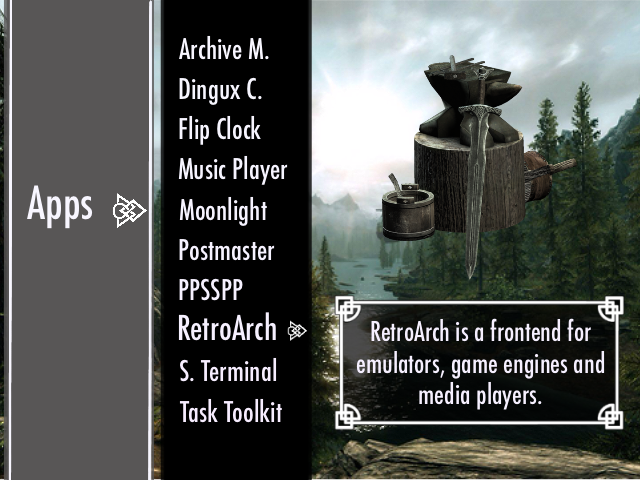 Apps
Archive M.
Dingux C.
Flip Clock
Music Player
Moonlight
Postmaster
PPSSPP
RetroArch
S. Terminal
Task Toolkit
RetroArch is a frontend for
emulators, game engines and
media players.